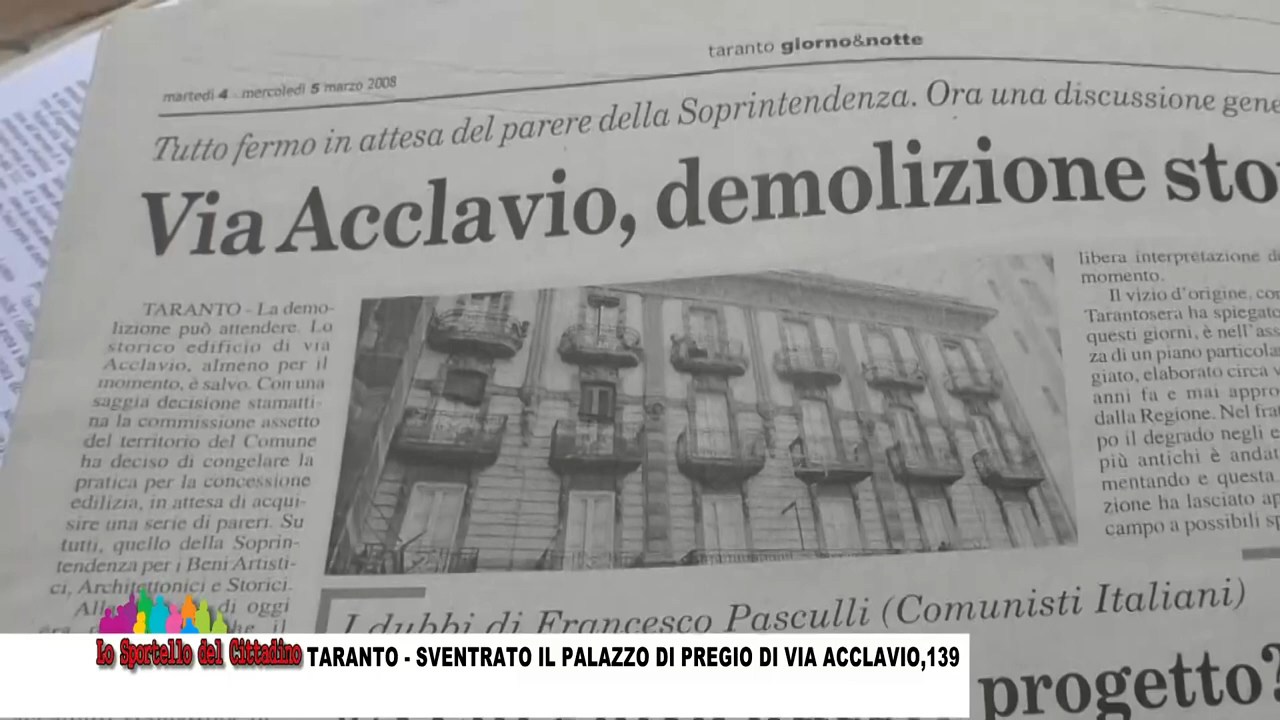 taranto giorno&notte
martedì 4 - mercoledì 5 marzo 2008
Tutto fermo in attesa del parere della Soprintendenza. Ora una discussione gene
Via Acclavio, demolizione sto
TARANTO - La demo-
lizione può attendere. Lo
storico edificio di via
Acclavio, almeno per il
momento, è salvo. Con una
saggia decisione stamatti-
na la commissione assetto
del territorio del Comune
ha deciso di congelare la
pratica per la concessione
edilizia, in attesa di acqui-
sire una serie di pareri. Su
tutti, quello della Soprin-
tendenza per i Beni Artisti-
ci, Architettonici e Storici.
di oggi
il
libera interpretazione
momento.
Il vizio d'origine,
Tarantosera ha spiegato
questi giorni, è nell'ass
za di un piano particola
giato, elaborato circa
anni fa e mai appro
dalla Regione. Nel fra
po il degrado negli e
più antichi è andat
mentando e questa
zione ha lasciato ap
campo a possibili sp
I dubbi di Francesco Pasculli (Comunisti Italiani)
progetto?
Lo Sportello del Cittadino
TARANTO - SVENTRATO IL PALAZZO DI PREGIO DI VIA ACCLAVIO,139